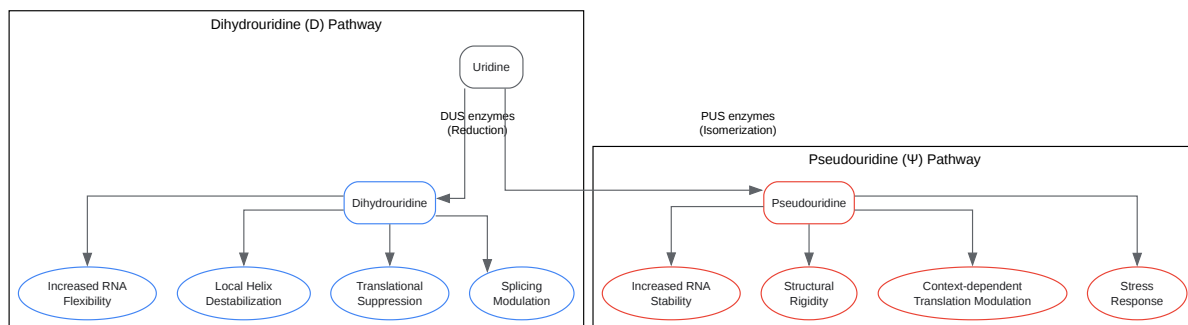 Dihydrouridine (D) Pathway
Uridine
DUS enzymes
(Reduction)
PUS enzymes
(Isomerization)
Pseudouridine (Ψ) Pathway
Dihydrouridine
Pseudouridine
Increased RNA
Flexibility
Local Helix
Destabilization
Translational
Suppression
Splicing
Modulation
Increased RNA
Stability
Structural
Rigidity
Context-dependent
Translation Modulation
Stress
Response